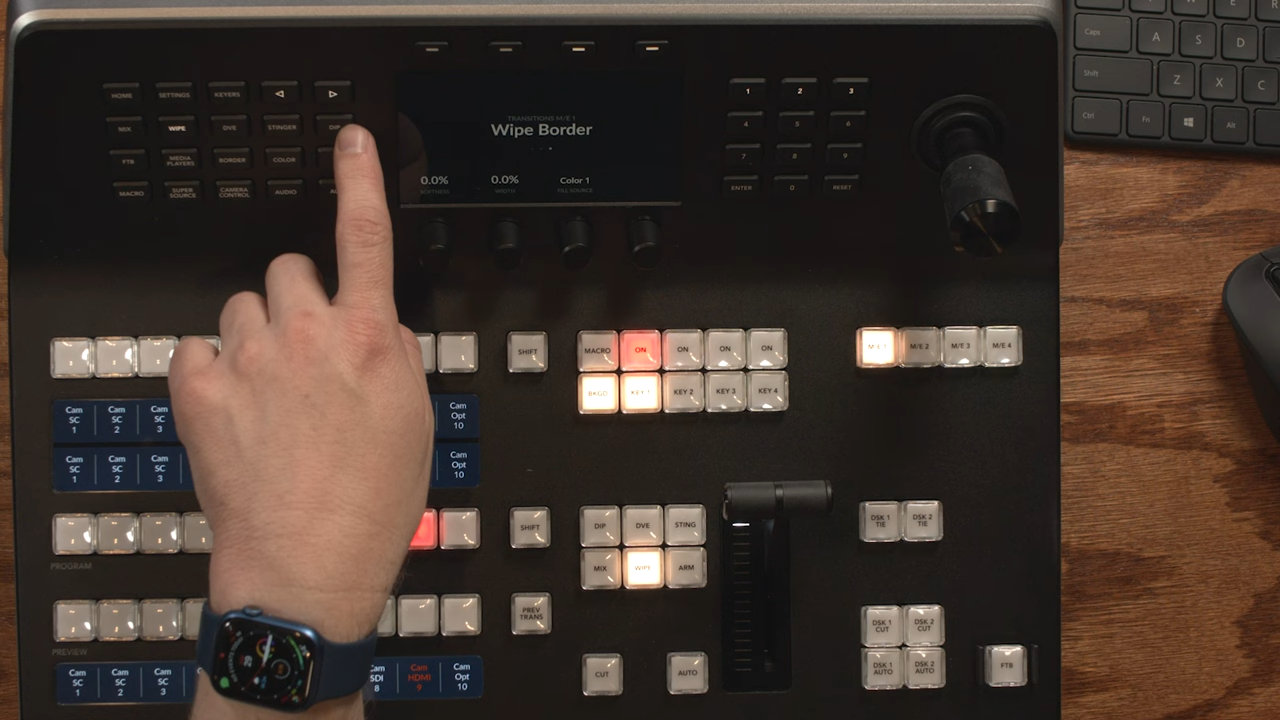 HOME SETTINGS KEYERS
MIX WIPE DVE STINGER DIP
FTB MEDIA PLAYERS BORDER COLOR
MACRO SUPER SOURCE CAMERA CONTROL AUDIO
TRANSITIONS M/E 1
Wipe Border
0.0% 0.0% Color 1
SOFTNESS WIDTH FILL SOURCE
1 2 3
4 5 6
7 8 9
ENTER 0 RESET
Caps A S D
Shift Z X C
Ctrl Fn Alt
SHIFT MACRO ON ON ON ON M/E 1 M/E 2 M/E 3 M/E 4
BKGD KEY 1 KEY 2 KEY 3 KEY 4
Cam SC 1 Cam SC 2 Cam SC 3 Cam Opt 10
Cam SC 1 Cam SC 2 Cam SC 3 Cam Opt 10
SHIFT DIP DVE STING DSK 1 TIE DSK 2 TIE
PROGRAM MIX WIPE ARM
PREV TRANS DSK 1 CUT DSK 2 CUT
PREVIEW
Cam SC 1 Cam SC 2 Cam SC 3 SDI 8 Cam HDMI 9 Cam Opt 10
CUT AUTO DSK 1 AUTO DSK 2 AUTO FTB